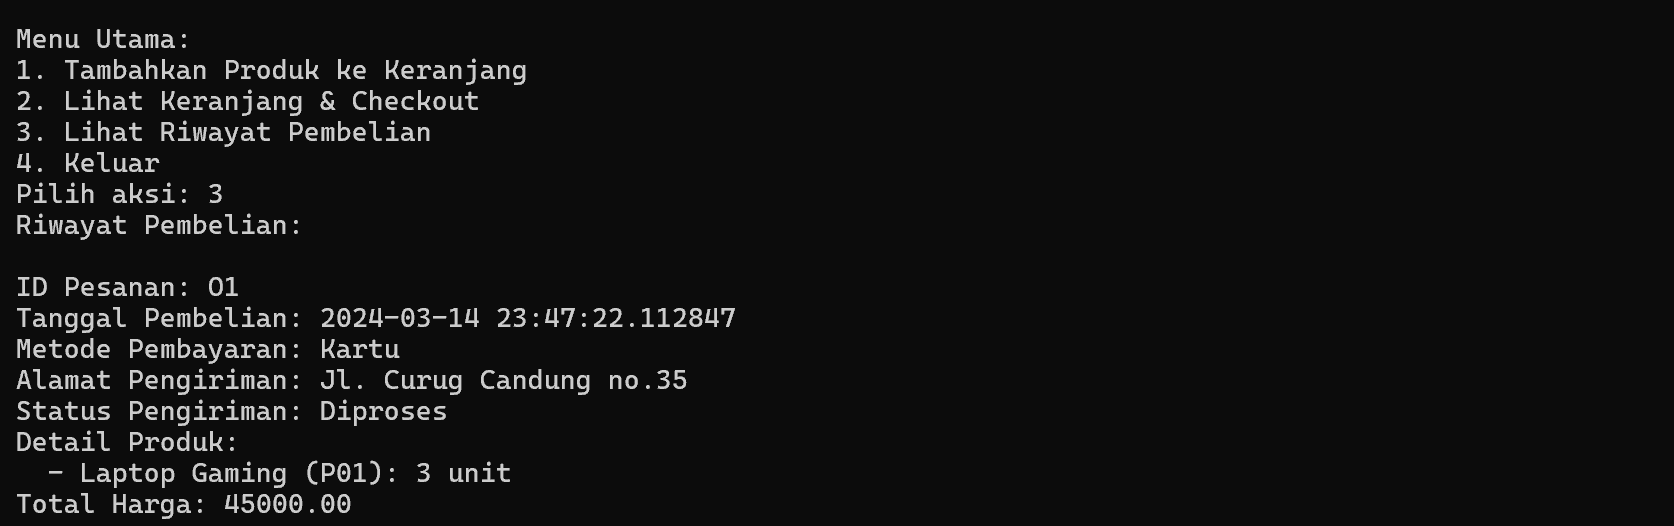 Menu Utama:
1. Tambahkan Produk ke Keranjang
2. Lihat Keranjang & Checkout
3. Lihat Riwayat Pembelian
4. Keluar
Pilih aksi: 3
Riwayat Pembelian:

ID Pesanan: O1
Tanggal Pembelian: 2024-03-14 23:47:22.112847
Metode Pembayaran: Kartu
Alamat Pengiriman: Jl. Curug Candung no.35
Status Pengiriman: Diproses
Detail Produk:
  - Laptop Gaming (P01): 3 unit
Total Harga: 45000.00